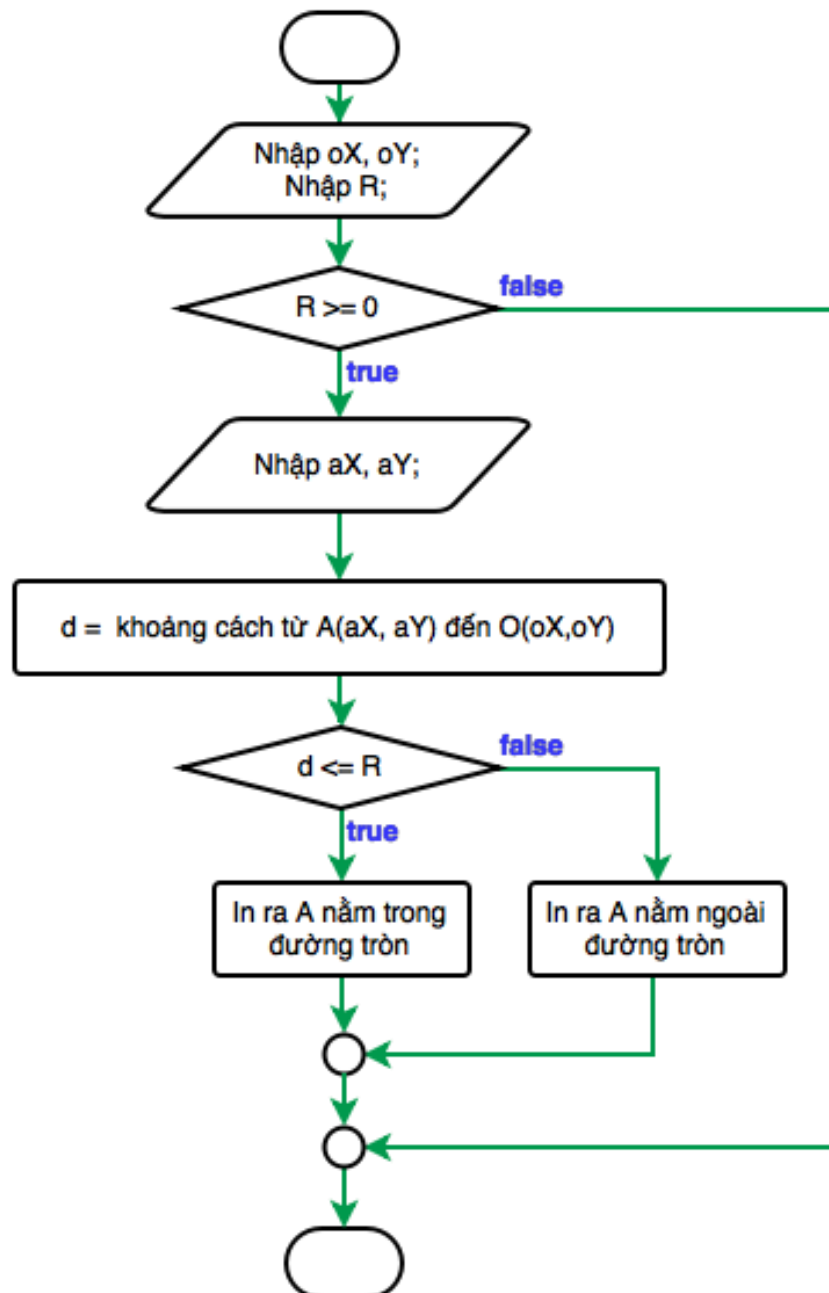 Nhập oX, oY;
Nhập R;
R >= 0
false
true
Nhập aX, aY;
d = khoảng cách từ A(aX, aY) đến O(oX,oY)
d <= R
false
true
In ra A nằm trong
đường tròn
In ra A nằm ngoài
đường tròn